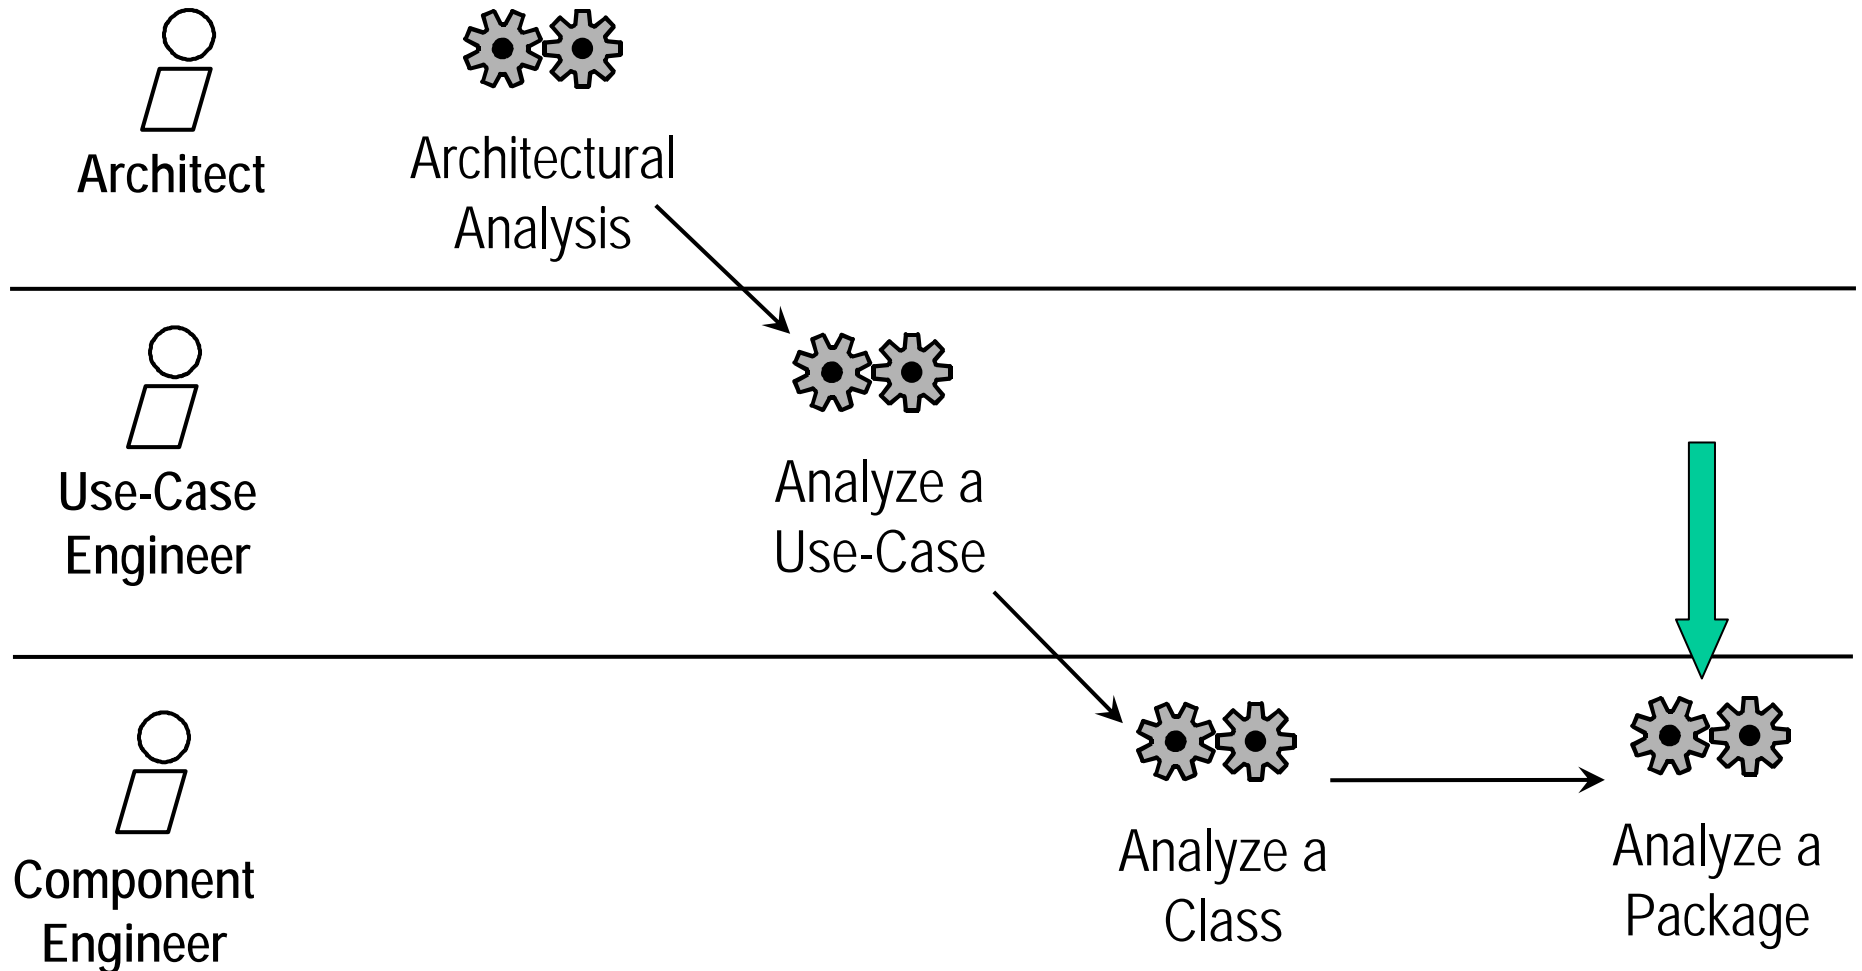 Architect
Architectural
Analysis
Use-Case
Engineer
Analyze a
Use-Case
Component
Engineer
Analyze a
Class
Analyze a
Package